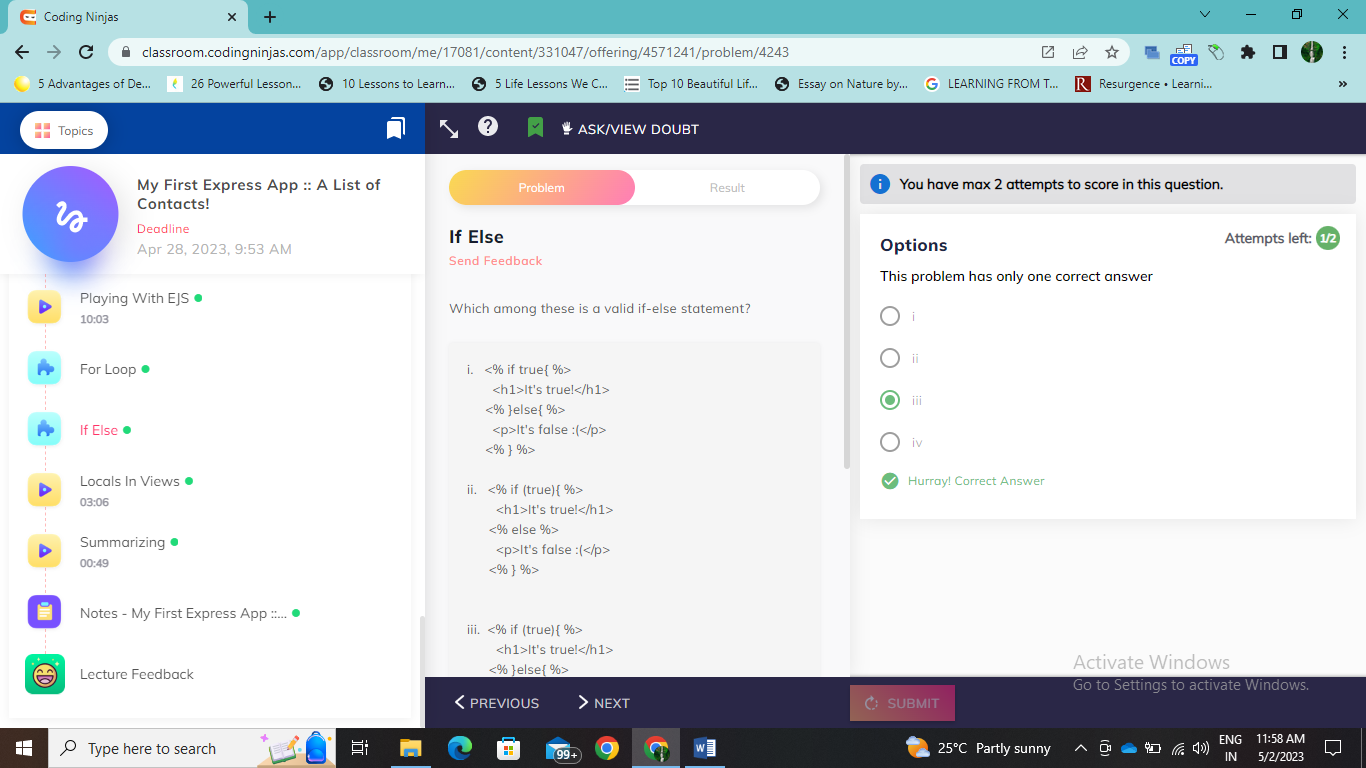 Coding Ninjas
classroom.codingninjas.com/app/classroom/me/17081/content/331047/offering/4571241/problem/4243
COPY
5 Advantages of De...
26 Powerful Lesson...
10 Lessons to Learn...
5 Life Lessons We C...
Top 10 Beautiful Lif...
Essay on Nature by...
LEARNING FROM T...
Resurgence • Learni...
»
Topics
ASK/VIEW DOUBT
My First Express App :: A List of
Contacts!
Deadline
Apr 28, 2023, 9:53 AM
Playing With EJS
10:03
For Loop
If Else
Locals In Views
03:06
Summarizing
00:49
Notes - My First Express App ::...
Lecture Feedback
Problem
Result
If Else
Send Feedback
Which among these is a valid if-else statement?
i. <% if true{ %>
<h1>It's true!</h1>
<% }else{ %>
<p>It's false :(</p>
<% } %>
ii. <% if (true){ %>
<h1>It's true!</h1>
<% else %>
<p>It's false :(</p>
<% } %>
iii. <% if (true){ %>
<h1>It's true!</h1>
<% }else{ %>
PREVIOUS
NEXT
You have max 2 attempts to score in this question.
Options
Attempts left: 1/2
This problem has only one correct answer
i
ii
iii
iv
Hurray! Correct Answer
Activate Windows
Go to Settings to activate Windows.
SUBMIT
Type here to search
99+
25°C Partly sunny
ENG
IN
11:58 AM
5/2/2023